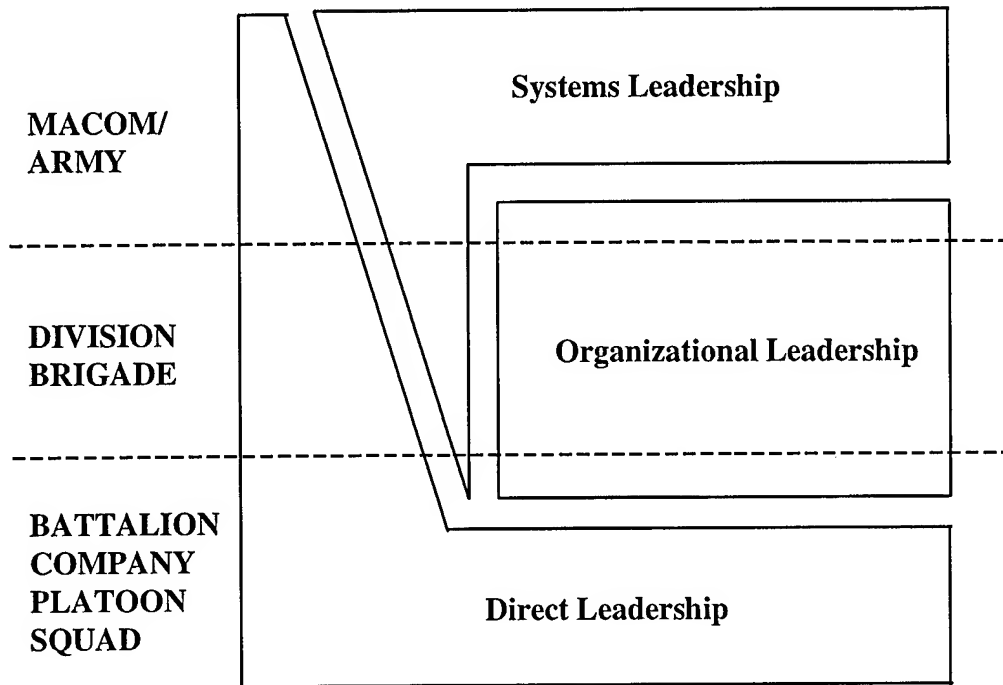 Systems Leadership
MACOM/
ARMY
DIVISION
BRIGADE
Organizational Leadership
BATTALION
COMPANY
PLATOON
SQUAD
Direct Leadership